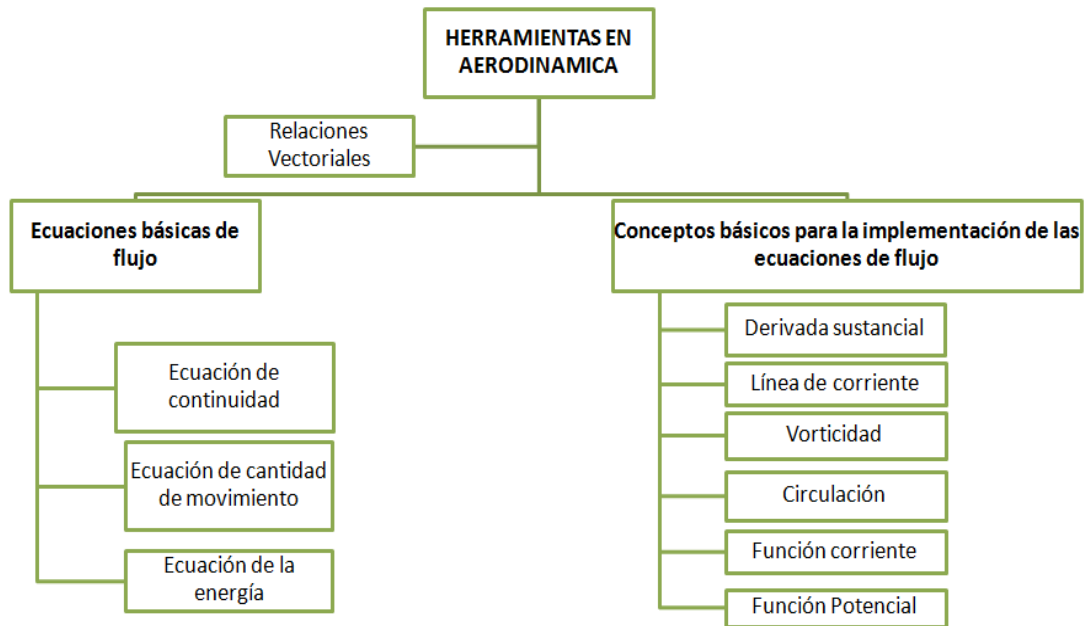 HERRAMIENTAS EN
AERODINAMICA
Relaciones
Vectoriales
Ecuaciones básicas de
flujo
Ecuación de
continuidad
Ecuación de cantidad
de movimiento
Ecuación de la
energía
Conceptos básicos para la implementación de las
ecuaciones de flujo
Derivada sustancial
Línea de corriente
Vorticidad
Circulación
Función corriente
Función Potencial